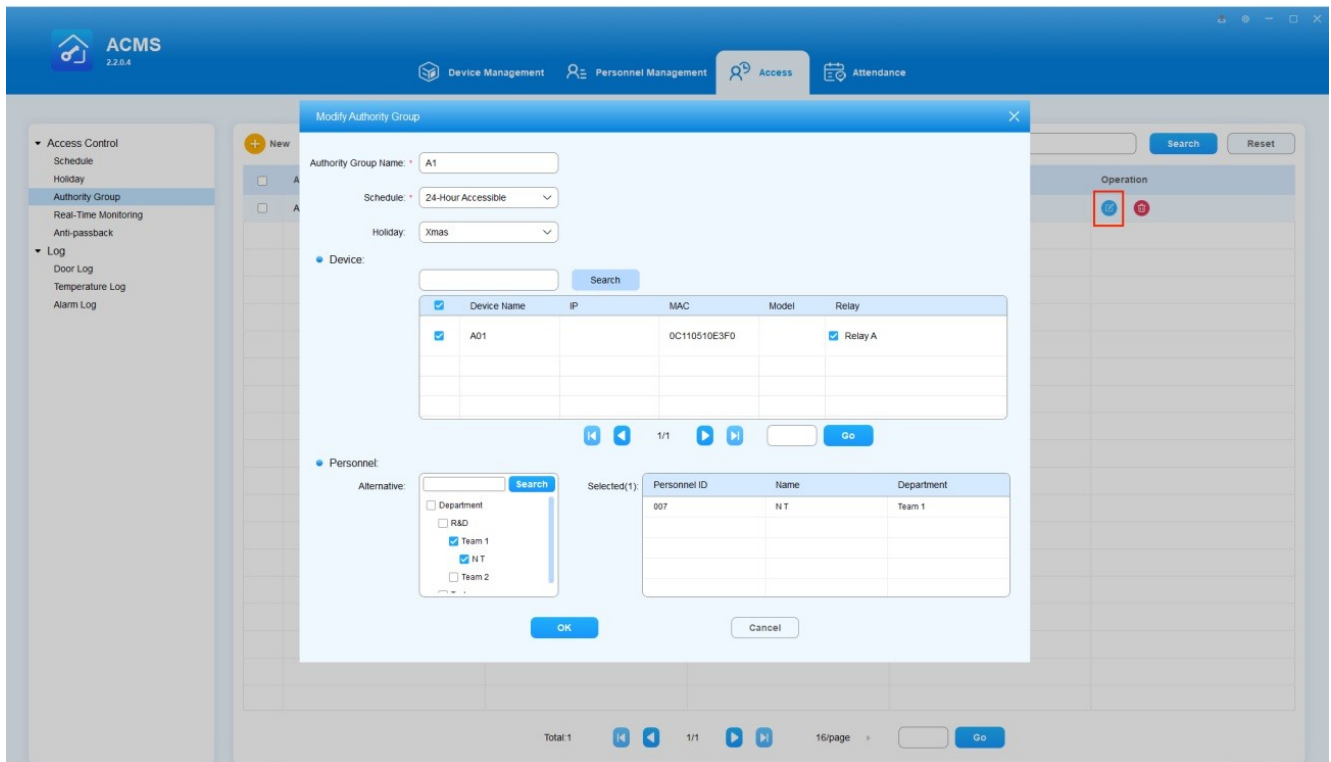 ACMS
2.2.0.4
Device Management
Personnel Management
Access
Attendance
Access Control
Schedule
Holiday
Authority Group
Real-Time Monitoring
Anti-passback
Log
Door Log
Temperature Log
Alarm Log
New
Search
Reset
A
Operation
A
Modify Authority Group
Authority Group Name: * A1
Schedule: * 24-Hour Accessible
Holiday: Xmas
Device:
Search
Device Name IP MAC Model Relay
A01 0C110510E3F0 Relay A
1/1 Go
Personnel:
Alternative: Search
Department
R&D
Team 1
N T
Team 2
Selected(1): Personnel ID Name Department
007 N T Team 1
OK Cancel
Total:1 1/1 16/page Go